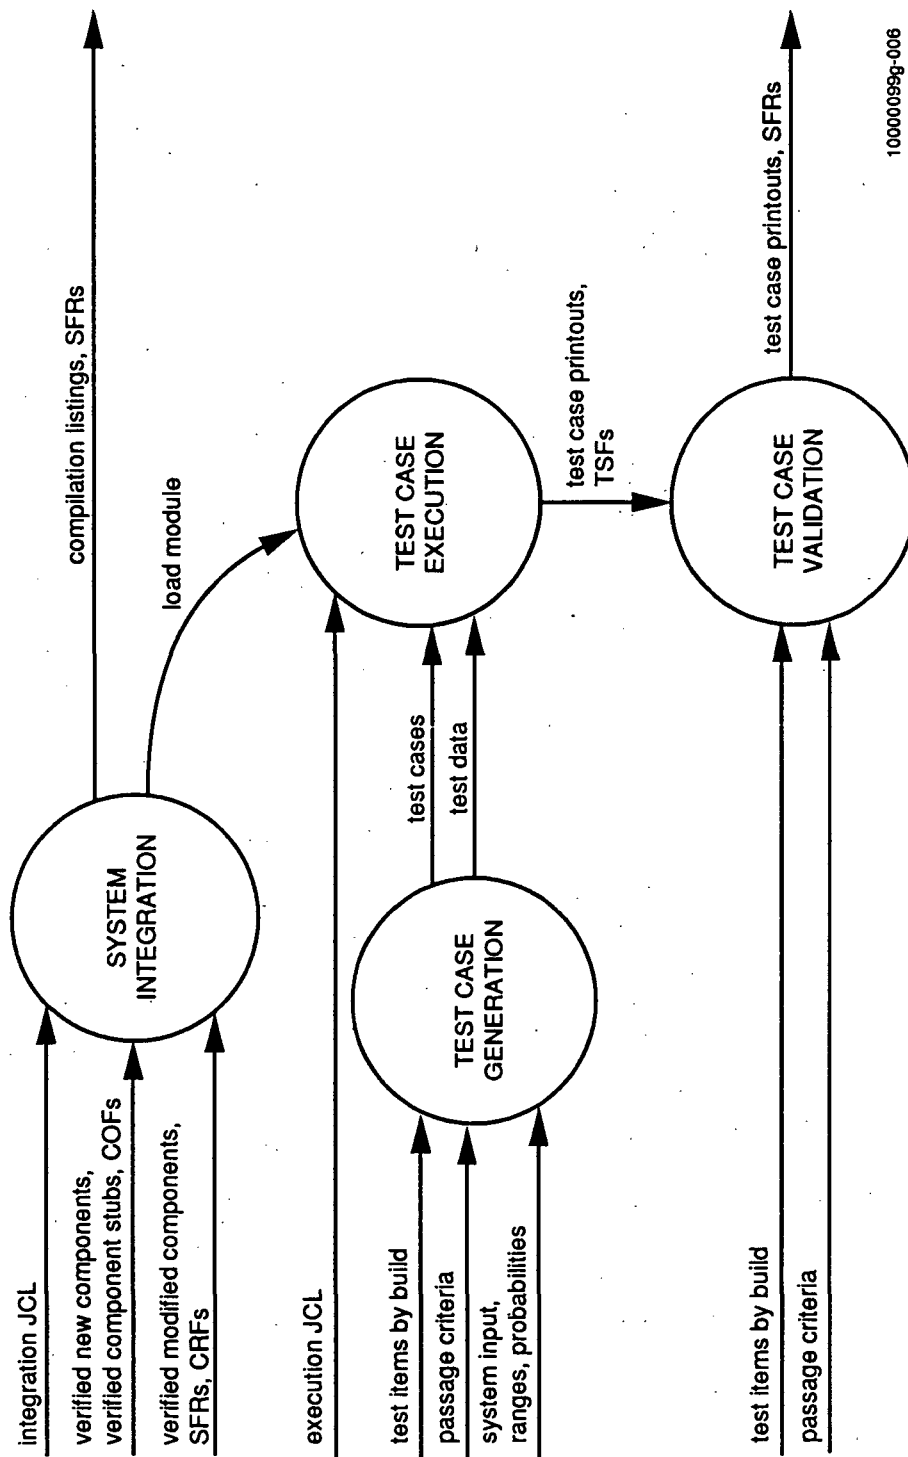 integration JCL
verified new components,
verified component stubs, COFs
verified modified components,
SFRs, CRFs
SYSTEM
INTEGRATION
compilation listings, SFRs
load module
execution JCL
test items by build
passage criteria
system input,
ranges, probabilities
TEST CASE
GENERATION
test cases
test data
TEST CASE
EXECUTION
test case printouts,
TSFs
test items by build
passage criteria
TEST CASE
VALIDATION
test case printouts, SFRs
10000099g-006